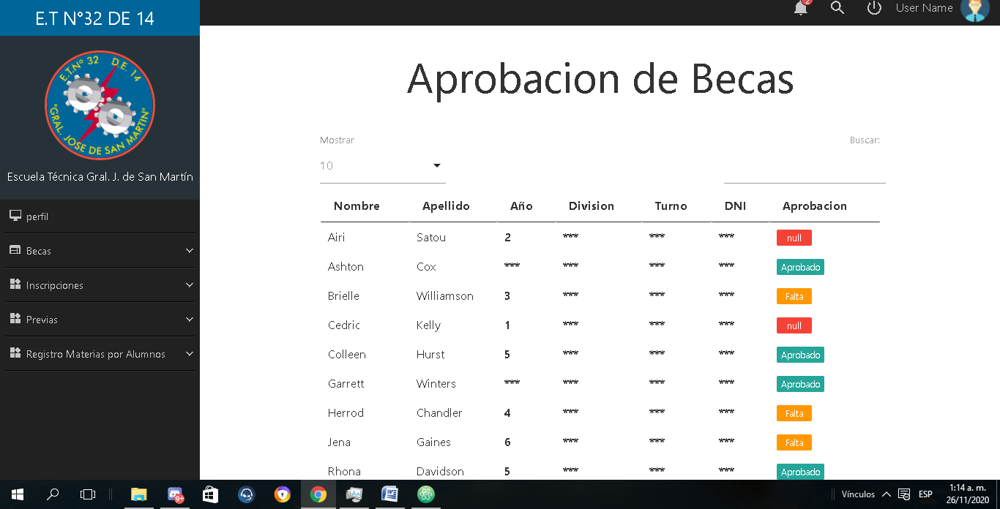 E.T N°32 DE 14
2
User Name
E.T.Nº 32 D.E. 14
"GRAL. JOSE DE SAN MARTIN"
Escuela Técnica Gral. J. de San Martín
perfil
Becas
Inscripciones
Previas
Registro Materias por Alumnos
Aprobacion de Becas
Mostrar
Buscar:
10
Nombre Apellido Año Division Turno DNI Aprobacion
Airi Satou 2 *** *** *** null
Ashton Cox *** *** *** *** Aprobado
Brielle Williamson 3 *** *** *** Falta
Cedric Kelly 1 *** *** *** null
Colleen Hurst 5 *** *** *** Aprobado
Garrett Winters *** *** *** *** Aprobado
Herrod Chandler 4 *** *** *** Falta
Jena Gaines 6 *** *** *** Falta
Rhona Davidson 5 *** *** *** Aprobado
9+
Vínculos ESP 1:14 a. m.
26/11/2020